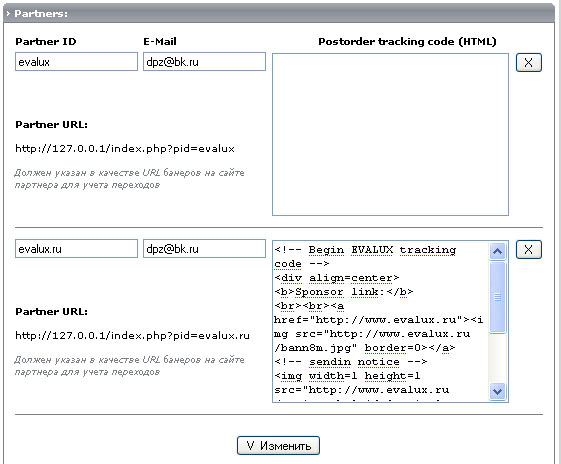 Partners:
Partner ID E-Mail Postorder tracking code (HTML)
evalux dpz@bk.ru X
Partner URL:
http://127.0.0.1/index.php?pid=evalux
Должен указан в качестве URL банеров на сайте
партнера для учета переходов
evalux.ru dpz@bk.ru X
<!-- Begin EVALUX tracking
code -->
<div align=center>
<b>Sponsor link:</b>
<br><br><a
href="http://www.evalux.ru"><i
mg src="http://www.evalux.ru
/bann8m.jpg" border=0></a>
<!-- sendin notice -->
<img width=1 height=1
src="http://www.evalux.ru
Partner URL:
http://127.0.0.1/index.php?pid=evalux.ru
Должен указан в качестве URL банеров на сайте
партнера для учета переходов
V Изменить